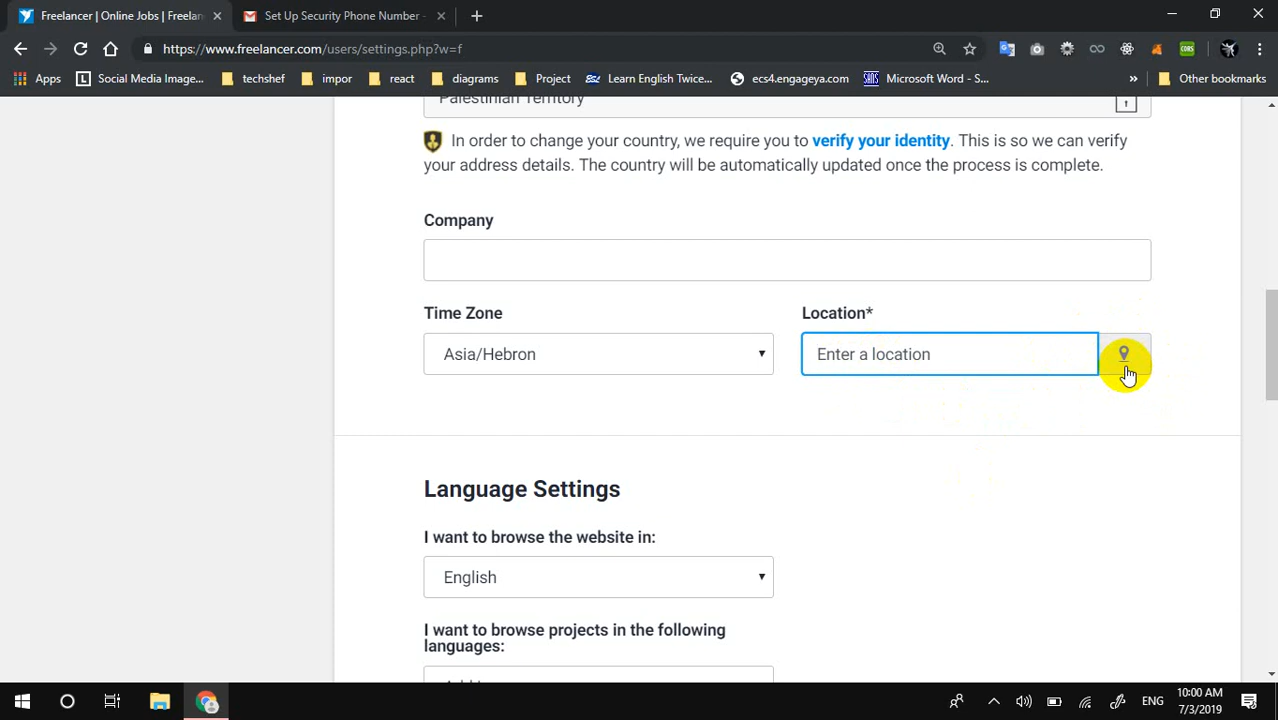 Freelancer | Online Jobs | Freelan
Set Up Security Phone Number -
https://www.freelancer.com/users/settings.php?w=f
Apps
Social Media Image...
techshef
impor
react
diagrams
Project
Learn English Twice...
ecs4.engageya.com
Microsoft Word - S...
»
Other bookmarks
Palestinian Territory
In order to change your country, we require you to verify your identity. This is so we can verify
your address details. The country will be automatically updated once the process is complete.
Company
Time Zone
Location*
Asia/Hebron
Enter a location
Language Settings
I want to browse the website in:
English
I want to browse projects in the following
languages:
ENG
10:00 AM
7/3/2019